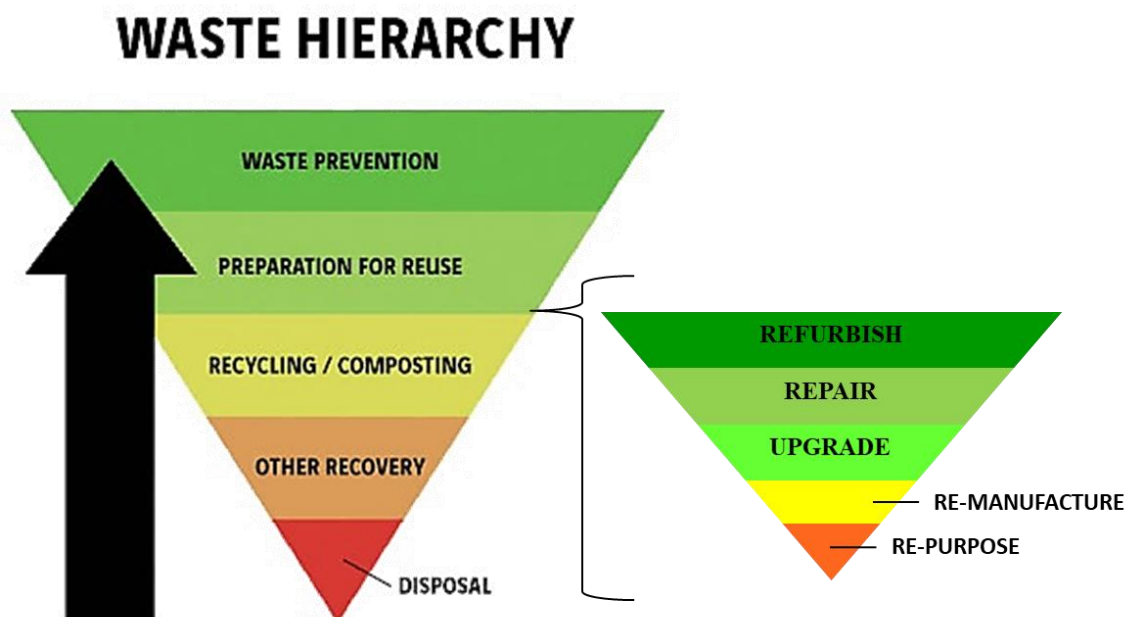 WASTE HIERARCHY
WASTE PREVENTION
PREPARATION FOR REUSE
RECYCLING / COMPOSTING
OTHER RECOVERY
DISPOSAL
REFURBISH
REPAIR
UPGRADE
RE-MANUFACTURE
RE-PURPOSE